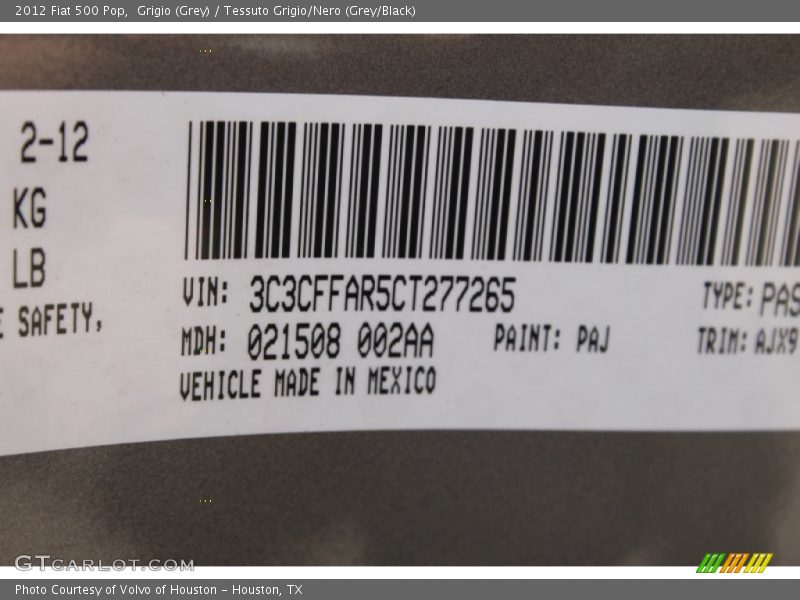 2012 Fiat 500 Pop,  Grigio (Grey) / Tessuto Grigio/Nero (Grey/Black)
2-12
KG
LB
E SAFETY,
VIN: 3C3CFFAR5CT277265 TYPE: PAS
MDH: 021508 002AA PAINT: PAJ TRIM: AJX9
VEHICLE MADE IN MEXICO
GTCARLOT.COM
Photo Courtesy of Volvo of Houston - Houston, TX